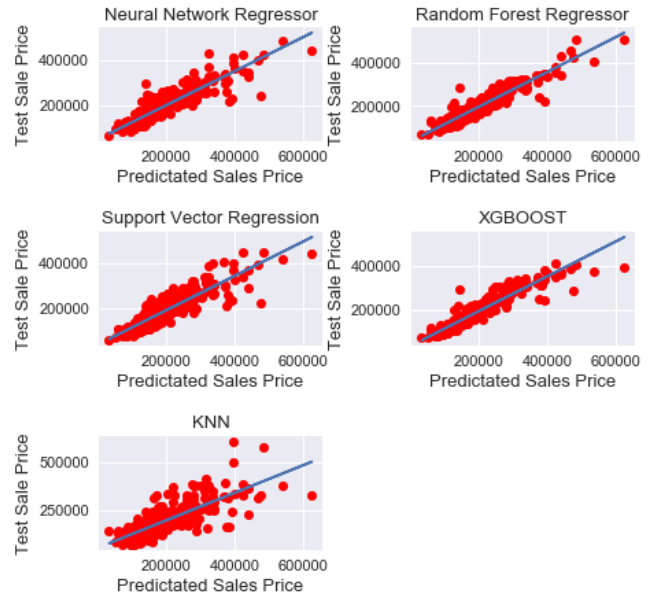 Neural Network Regressor
Test Sale Price
400000
200000
200000 400000 600000
Predictated Sales Price
Random Forest Regressor
Test Sale Price
400000
200000
200000 400000 600000
Predictated Sales Price
Support Vector Regression
Test Sale Price
400000
200000
200000 400000 600000
Predictated Sales Price
XGBOOST
Test Sale Price
400000
200000
200000 400000 600000
Predictated Sales Price
KNN
Test Sale Price
500000
250000
200000 400000 600000
Predictated Sales Price